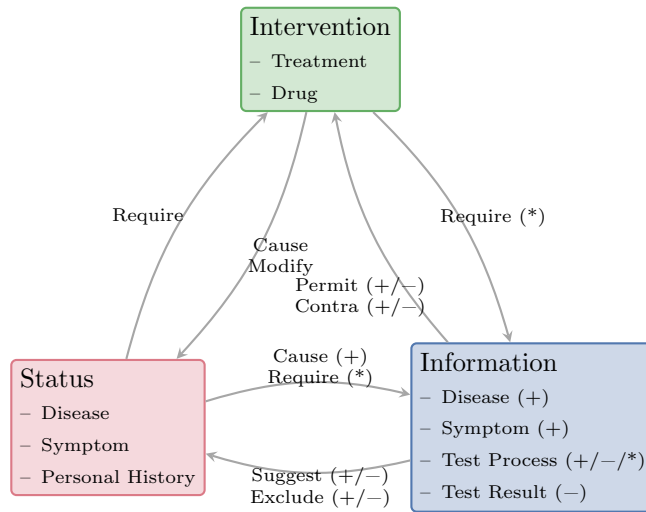 Intervention
– Treatment
– Drug
Require
Require (*)
Cause
Modify
Permit (+/−)
Contra (+/−)
Status
– Disease
– Symptom
– Personal History
Cause (+)
Require (*)
Suggest (+/−)
Exclude (+/−)
Information
– Disease (+)
– Symptom (+)
– Test Process (+/−/*)
– Test Result (−)